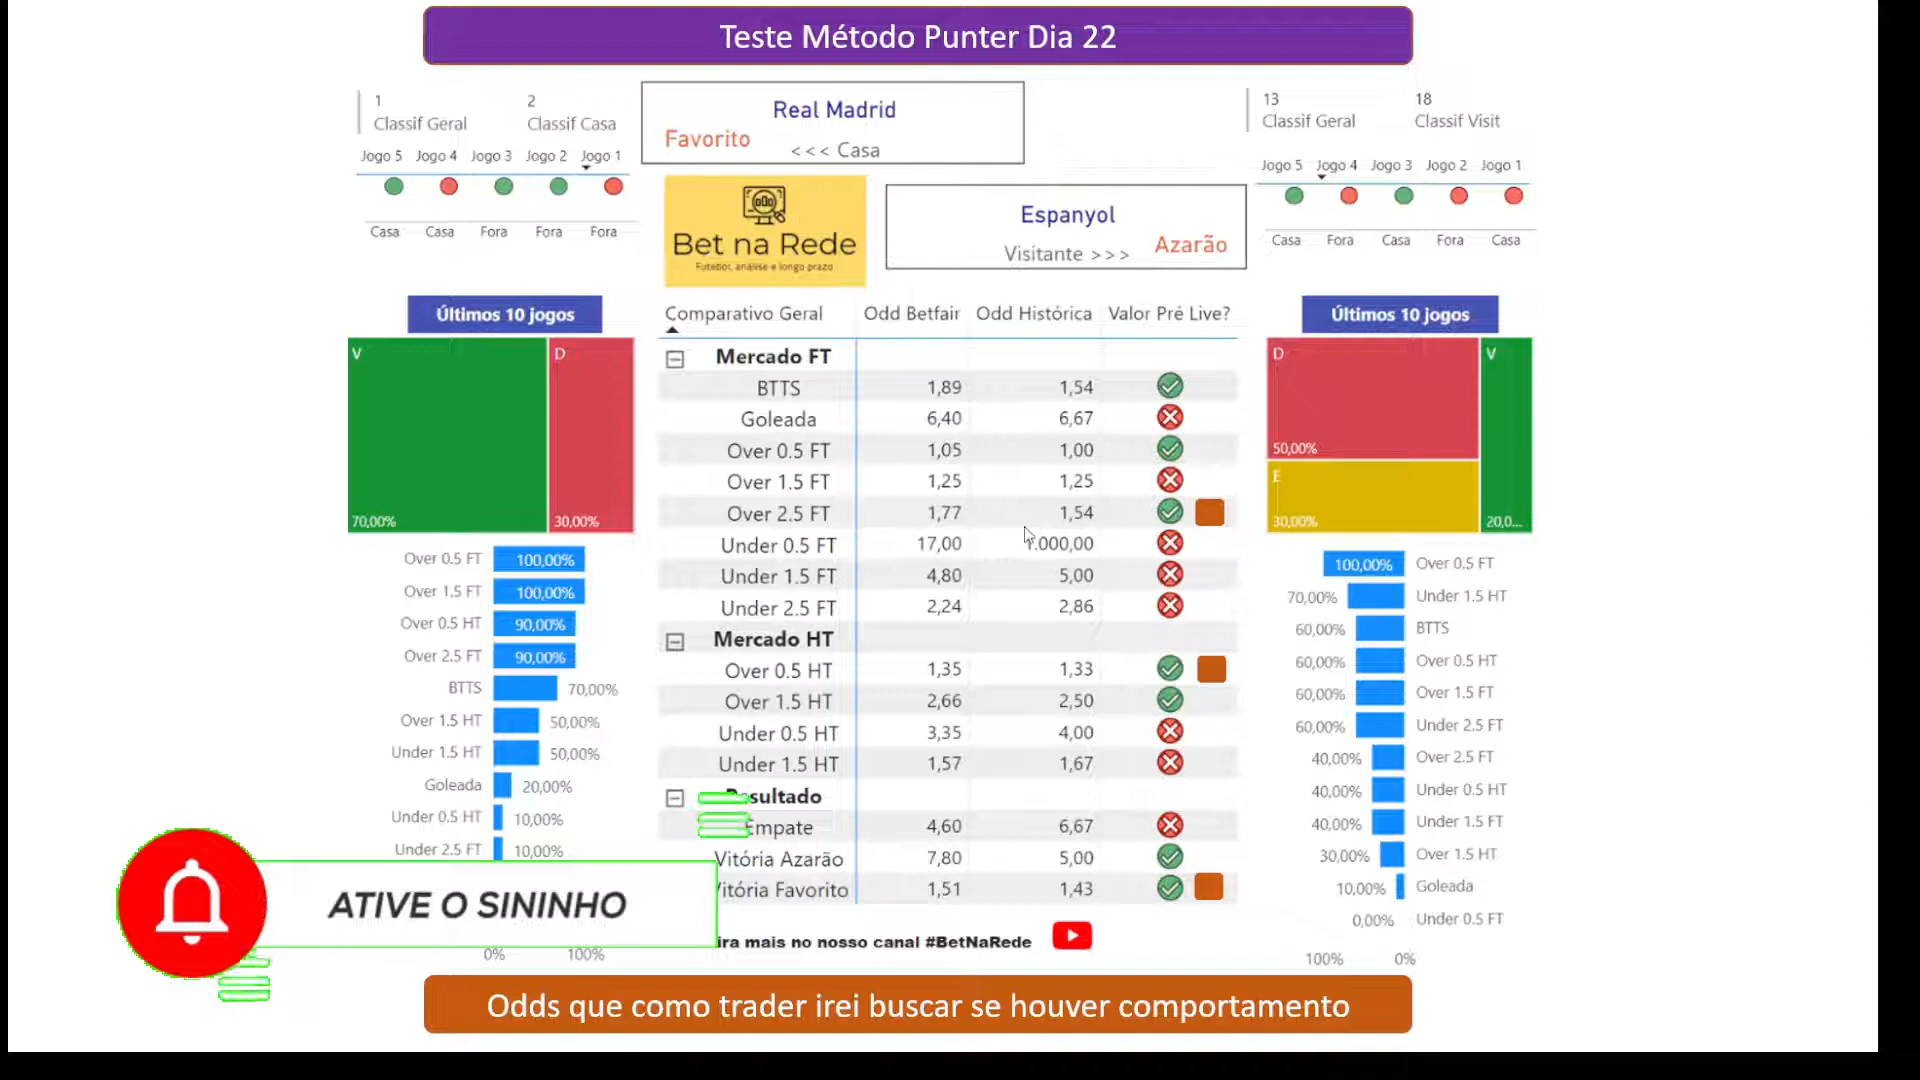 Teste Método Punter Dia 22
1
Classif Geral
2
Classif Casa
Jogo 5 Jogo 4 Jogo 3 Jogo 2 Jogo 1
Casa Casa Fora Fora Fora
Real Madrid
Favorito
<<< Casa
Bet na Rede
Futebol, análise e longo prazo
Espanyol
Visitante >>>
Azarão
13
Classif Geral
18
Classif Visit
Jogo 5 Jogo 4 Jogo 3 Jogo 2 Jogo 1
Casa Fora Casa Fora Casa
Últimos 10 jogos
V
70,00%
D
30,00%
Over 0.5 FT 100,00%
Over 1.5 FT 100,00%
Over 0.5 HT 90,00%
Over 2.5 FT 90,00%
BTTS 70,00%
Over 1.5 HT 50,00%
Under 1.5 HT 50,00%
Goleada 20,00%
Under 0.5 HT 10,00%
Under 2.5 FT 10,00%
0% 100%
Comparativo Geral Odd Betfair Odd Histórica Valor Pré Live?
Mercado FT
BTTS 1,89 1,54
Goleada 6,40 6,67
Over 0.5 FT 1,05 1,00
Over 1.5 FT 1,25 1,25
Over 2.5 FT 1,77 1,54
Under 0.5 FT 17,00 1.000,00
Under 1.5 FT 4,80 5,00
Under 2.5 FT 2,24 2,86
Mercado HT
Over 0.5 HT 1,35 1,33
Over 1.5 HT 2,66 2,50
Under 0.5 HT 3,35 4,00
Under 1.5 HT 1,57 1,67
Resultado
Empate 4,60 6,67
Vitória Azarão 7,80 5,00
Vitória Favorito 1,51 1,43
ira mais no nosso canal #BetNaRede
Últimos 10 jogos
D
50,00%
E
30,00%
V
20,0...
100,00% Over 0.5 FT
70,00% Under 1.5 HT
60,00% BTTS
60,00% Over 0.5 HT
60,00% Over 1.5 FT
60,00% Under 2.5 FT
40,00% Over 2.5 FT
40,00% Under 0.5 HT
40,00% Under 1.5 FT
30,00% Over 1.5 HT
10,00% Goleada
0,00% Under 0.5 FT
100% 0%
ATIVE O SININHO
Odds que como trader irei buscar se houver comportamento